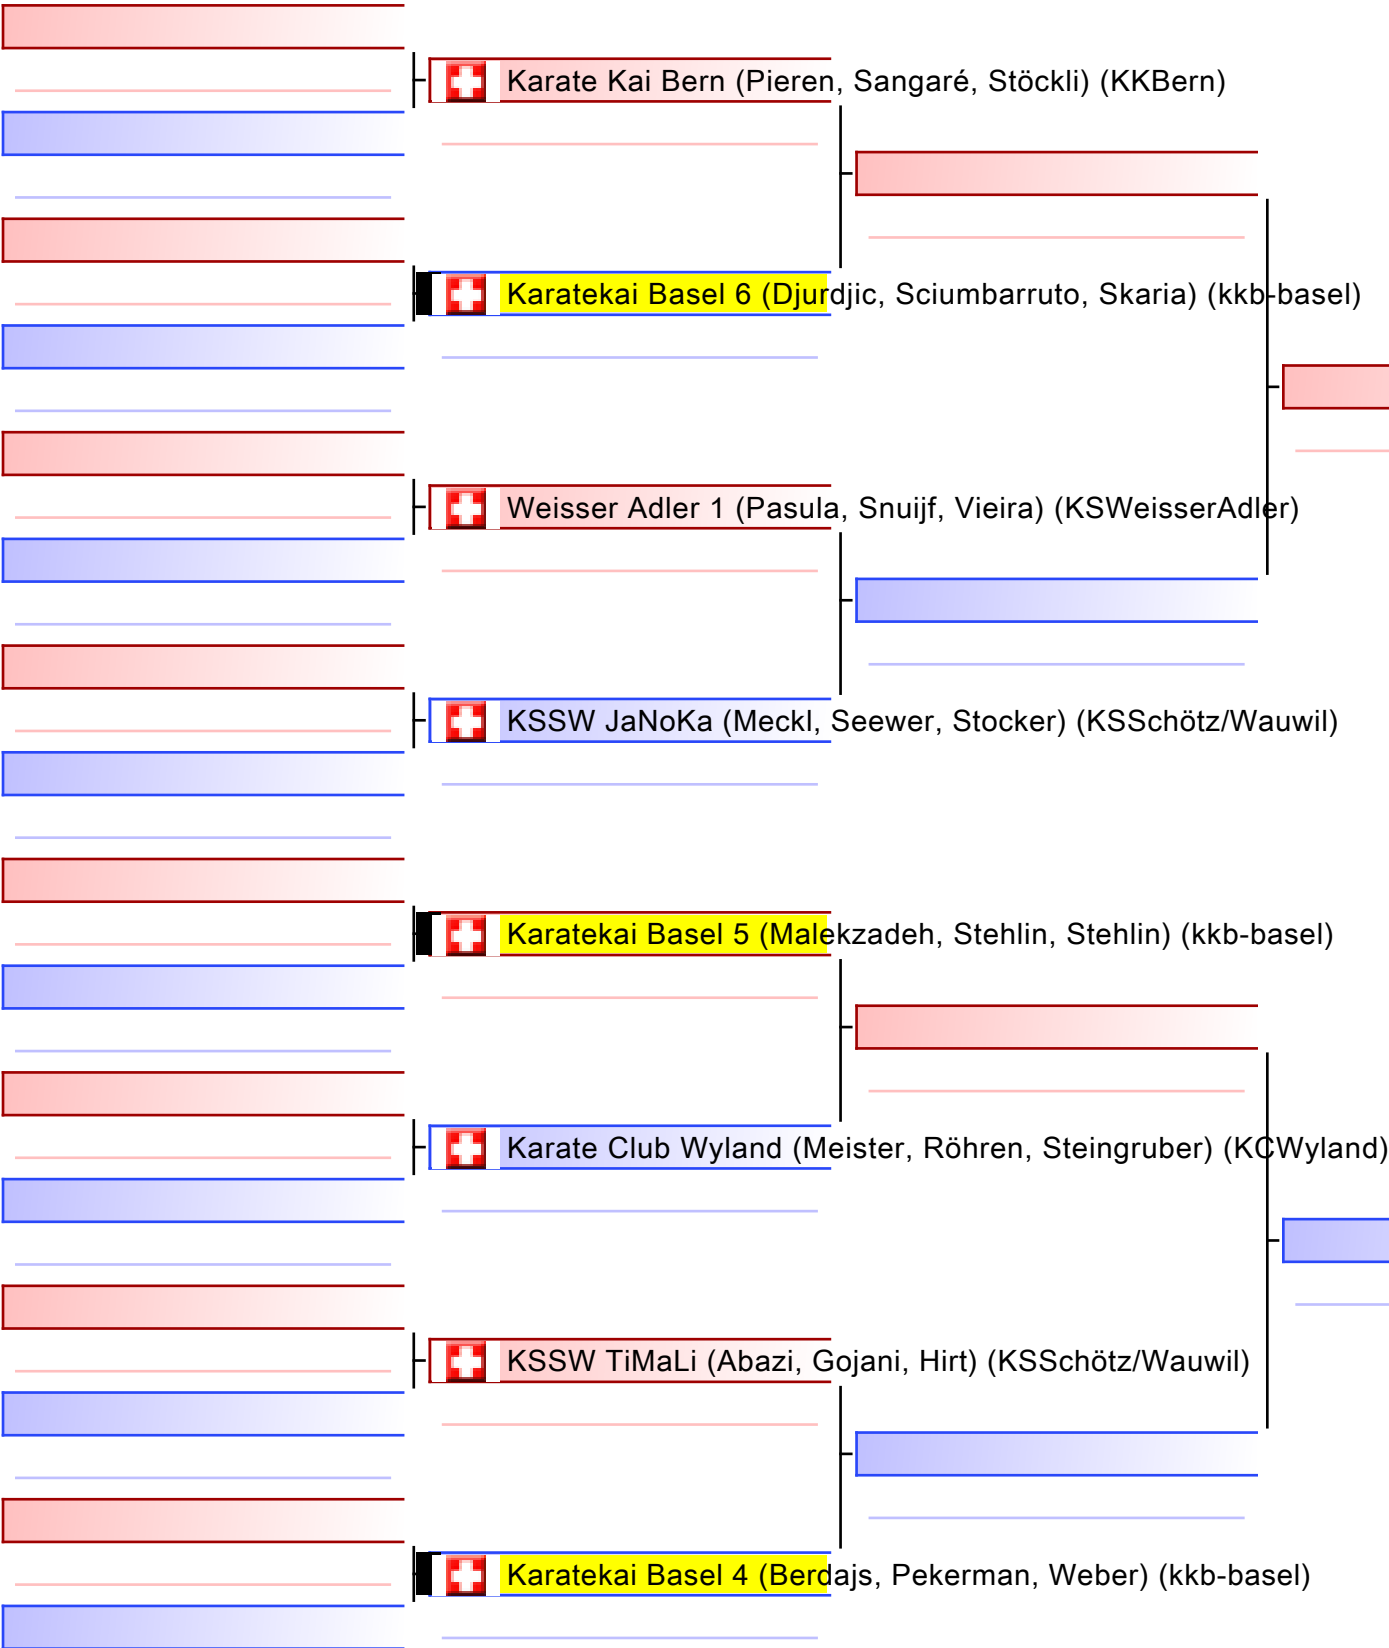 Karate Kai Bern (Pieren, Sangaré, Stöckli) (KKBern)
Karatekai Basel 6 (Djurdjic, Sciumbarruto, Skaria) (kkb-basel)
Weisser Adler 1 (Pasula, Snuijf, Vieira) (KSWeisserAdler)
KSSW JaNoKa (Meckl, Seewer, Stocker) (KSSchötz/Wauwil)
Karatekai Basel 5 (Malekzadeh, Stehlin, Stehlin) (kkb-basel)
Karate Club Wyland (Meister, Röhren, Steingruber) (KCWyland)
KSSW TiMaLi (Abazi, Gojani, Hirt) (KSSchötz/Wauwil)
Karatekai Basel 4 (Berdajs, Pekerman, Weber) (kkb-basel)